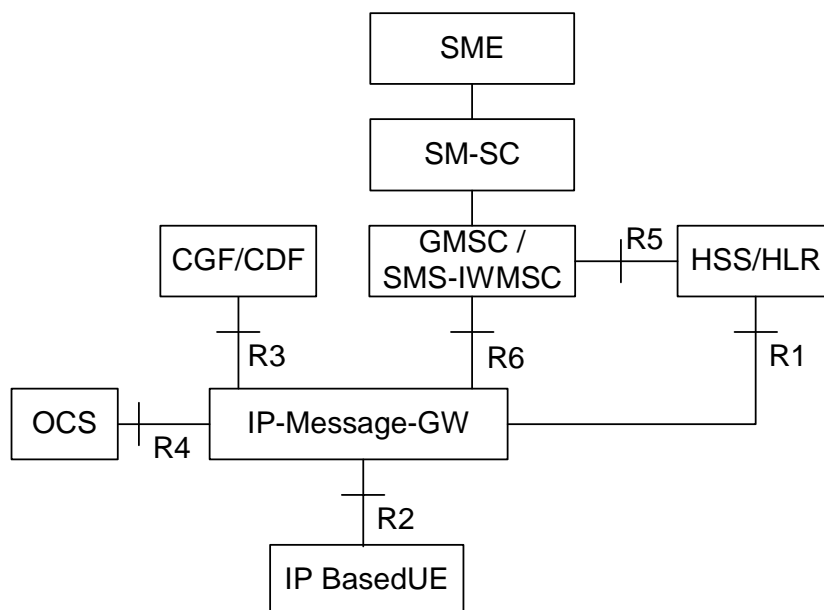 SME
SM-SC
GMSC /
SMS-IWMSC
R5
HSS/HLR
CGF/CDF
R3
R6
R1
OCS
R4
IP-Message-GW
R2
IP BasedUE